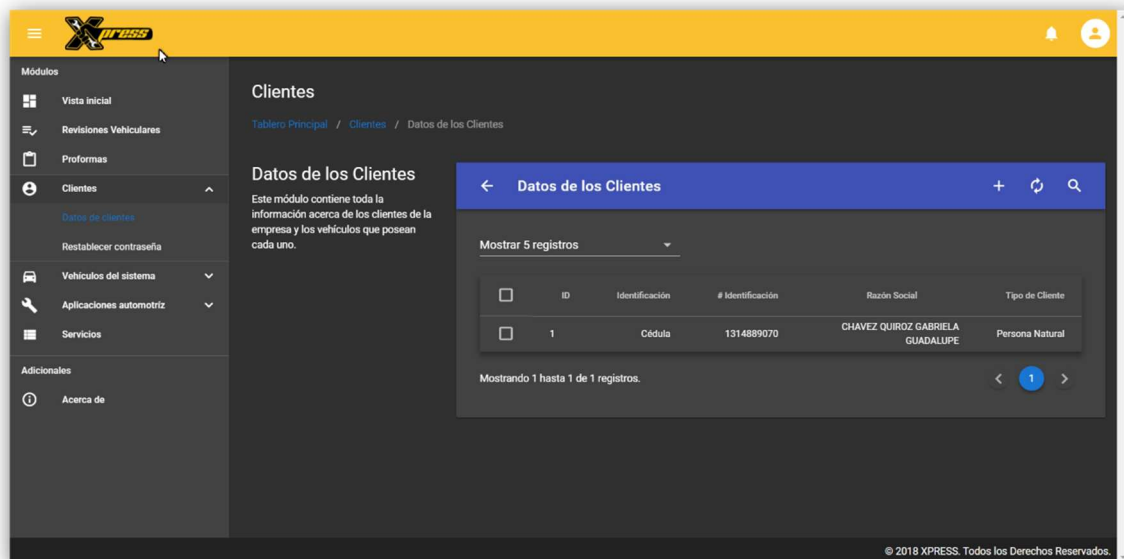 Xpress
Módulos
Vista inicial
Revisiones Vehiculares
Proformas
Clientes
Datos de clientes
Restablecer contraseña
Vehículos del sistema
Aplicaciones automotríz
Servicios
Adicionales
Acerca de
Clientes
Tablero Principal / Clientes / Datos de los Clientes
Datos de los Clientes
Este módulo contiene toda la
información acerca de los clientes de la
empresa y los vehículos que posean
cada uno.
Datos de los Clientes
Mostrar 5 registros
ID Identificación # Identificación Razón Social Tipo de Cliente
1 Cédula 1314889070 CHAVEZ QUIROZ GABRIELA GUADALUPE Persona Natural
Mostrando 1 hasta 1 de 1 registros.
1
© 2018 XPRESS. Todos los Derechos Reservados.